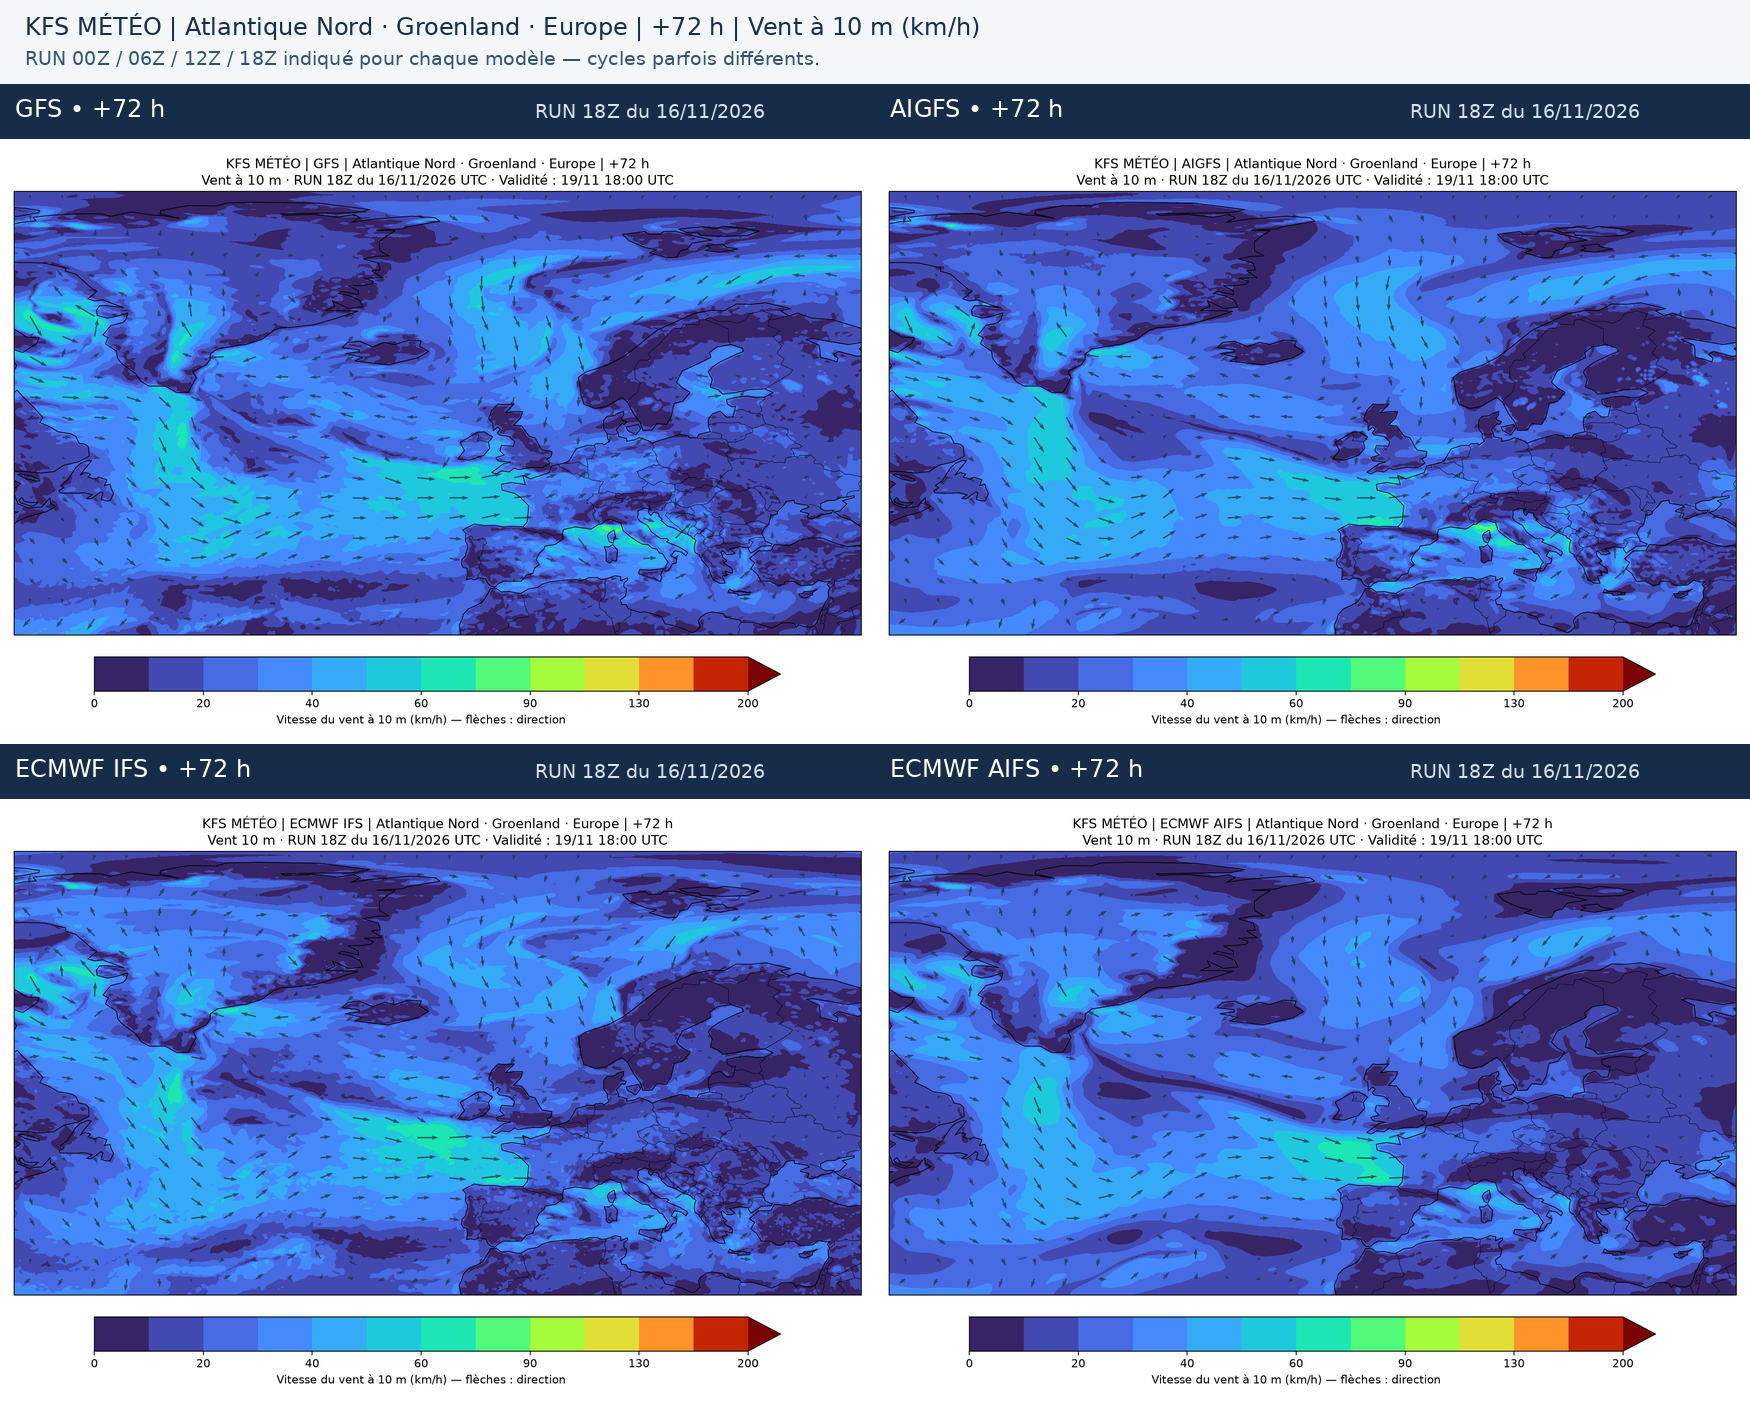 KFS MÉTÉO | Atlantique Nord · Groenland · Europe | +72 h | Vent à 10 m (km/h)
RUN 00Z / 06Z / 12Z / 18Z indiqué pour chaque modèle — cycles parfois différents.
GFS • +72 h
RUN 18Z du 16/11/2026
KFS MÉTÉO | GFS | Atlantique Nord · Groenland · Europe | +72 h
Vent à 10 m · RUN 18Z du 16/11/2026 UTC · Validité : 19/11 18:00 UTC
0 20 40 60 90 130 200
Vitesse du vent à 10 m (km/h) — flèches : direction
AIGFS • +72 h
RUN 18Z du 16/11/2026
KFS MÉTÉO | AIGFS | Atlantique Nord · Groenland · Europe | +72 h
Vent à 10 m · RUN 18Z du 16/11/2026 UTC · Validité : 19/11 18:00 UTC
0 20 40 60 90 130 200
Vitesse du vent à 10 m (km/h) — flèches : direction
ECMWF IFS • +72 h
RUN 18Z du 16/11/2026
KFS MÉTÉO | ECMWF IFS | Atlantique Nord · Groenland · Europe | +72 h
Vent 10 m · RUN 18Z du 16/11/2026 UTC · Validité : 19/11 18:00 UTC
0 20 40 60 90 130 200
Vitesse du vent à 10 m (km/h) — flèches : direction
ECMWF AIFS • +72 h
RUN 18Z du 16/11/2026
KFS MÉTÉO | ECMWF AIFS | Atlantique Nord · Groenland · Europe | +72 h
Vent 10 m · RUN 18Z du 16/11/2026 UTC · Validité : 19/11 18:00 UTC
0 20 40 60 90 130 200
Vitesse du vent à 10 m (km/h) — flèches : direction